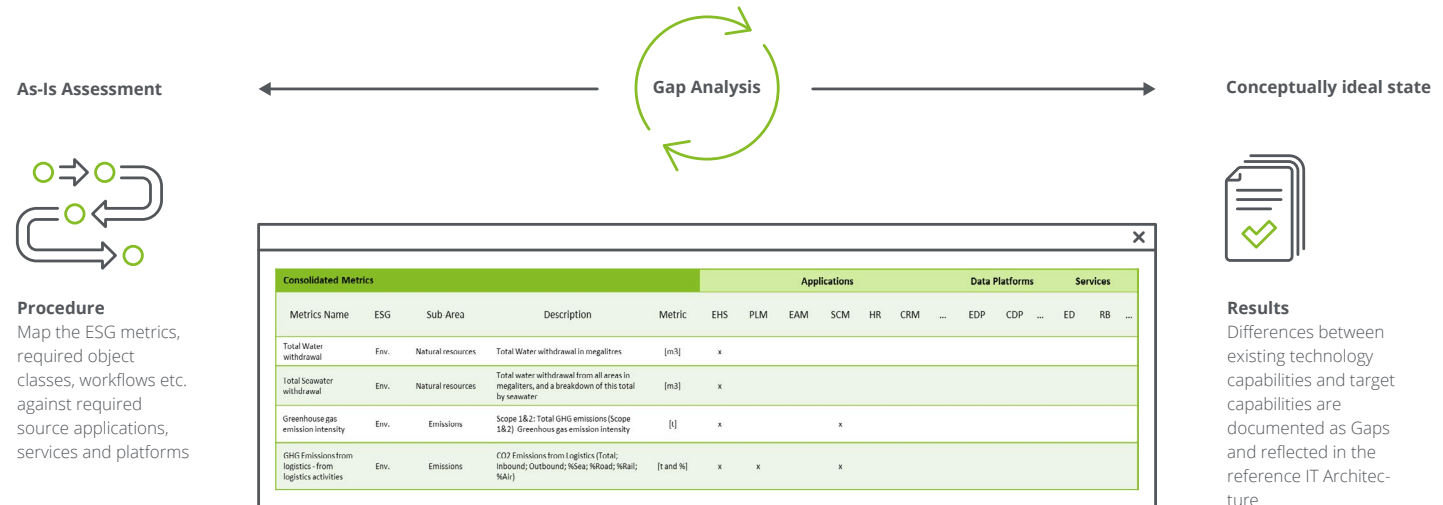 As-Is Assessment
Gap Analysis
Conceptually ideal state
Procedure
Map the ESG metrics,
required object
classes, workflows etc.
against required
source applications,
services and platforms
Consolidated Metrics Applications Data Platforms Services
Metrics Name ESG Sub Area Description Metric EHS PLM EAM SCM HR CRM ... EDP CDP ... ED RB ...
Total Water
withdrawal Env. Natural resources Total Water withdrawal in megalitres [m3] x
Total Seawater
withdrawal Env. Natural resources Total water withdrawal from all areas in
megaliters, and a breakdown of this total [m3] x
by seawater
Greenhouse gas
emission intensity Env. Emissions Scope 1&2: Total GHG emissions (Scope
1&2) Greenhous gas emission intensity [t] x x
GHG Emissions from
logistics - from
logistics activities Env. Emissions CO2 Emissions from Logistics (Total;
Inbound; Outbound; %Sea; %Road; %Rail;
%Air) [t and %] x x x
Results
Differences between
existing technology
capabilities and target
capabilities are
documented as Gaps
and reflected in the
reference IT Architec-
ture